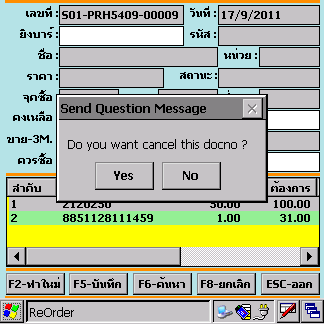 เลขที่ : S01-PRH5409-00009 วันที่ : 17/9/2011
ยิงบาร์ : รหัส :
ชื่อ : หน่วย :
ราคา : สถานะ:
จุดซื้อ
คงเหลือ
ขาย-3M.
ควรซื้อ
Send Question Message
Do you want cancel this docno ?
Yes No
ลำดับ ต้องการ
1 2120250 50.00 100.00
2 8851128111459 1.00 31.00
F2-ทำใหม่ F5-บันทึก F6-ค้นหา F8-ยกเลิก ESC-ออก
ReOrder